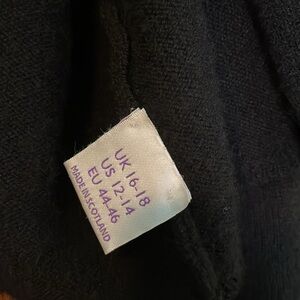 UK 16-18
US 12-14
EU 44-46
MADE IN SCOTLAND